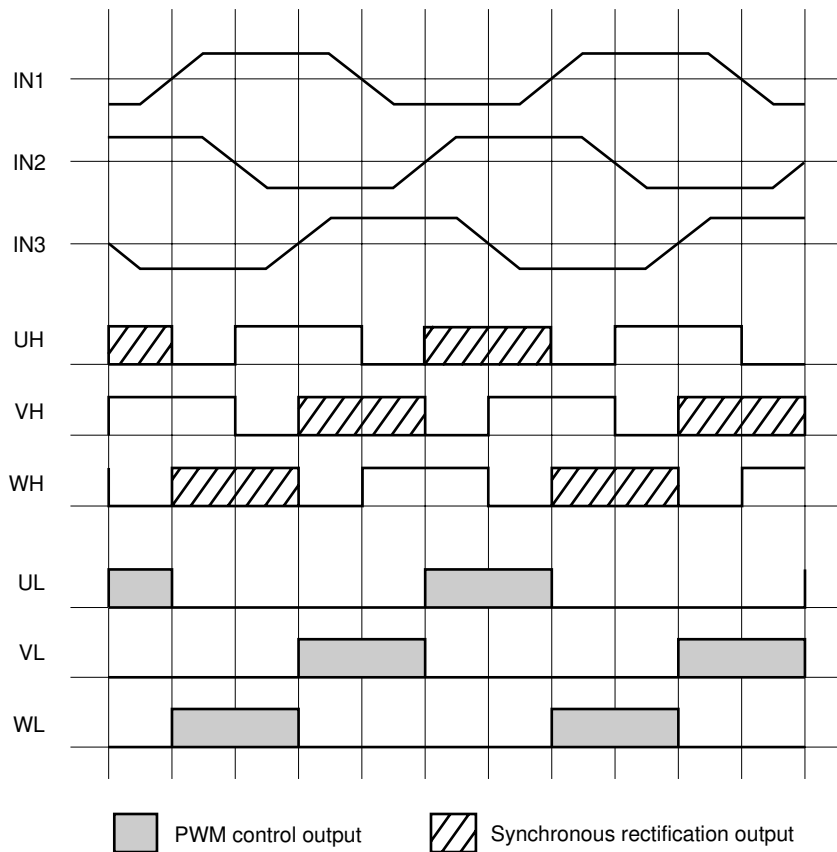 IN1
IN2
IN3
UH
VH
WH
UL
VL
WL
PWM control output
Synchronous rectification output